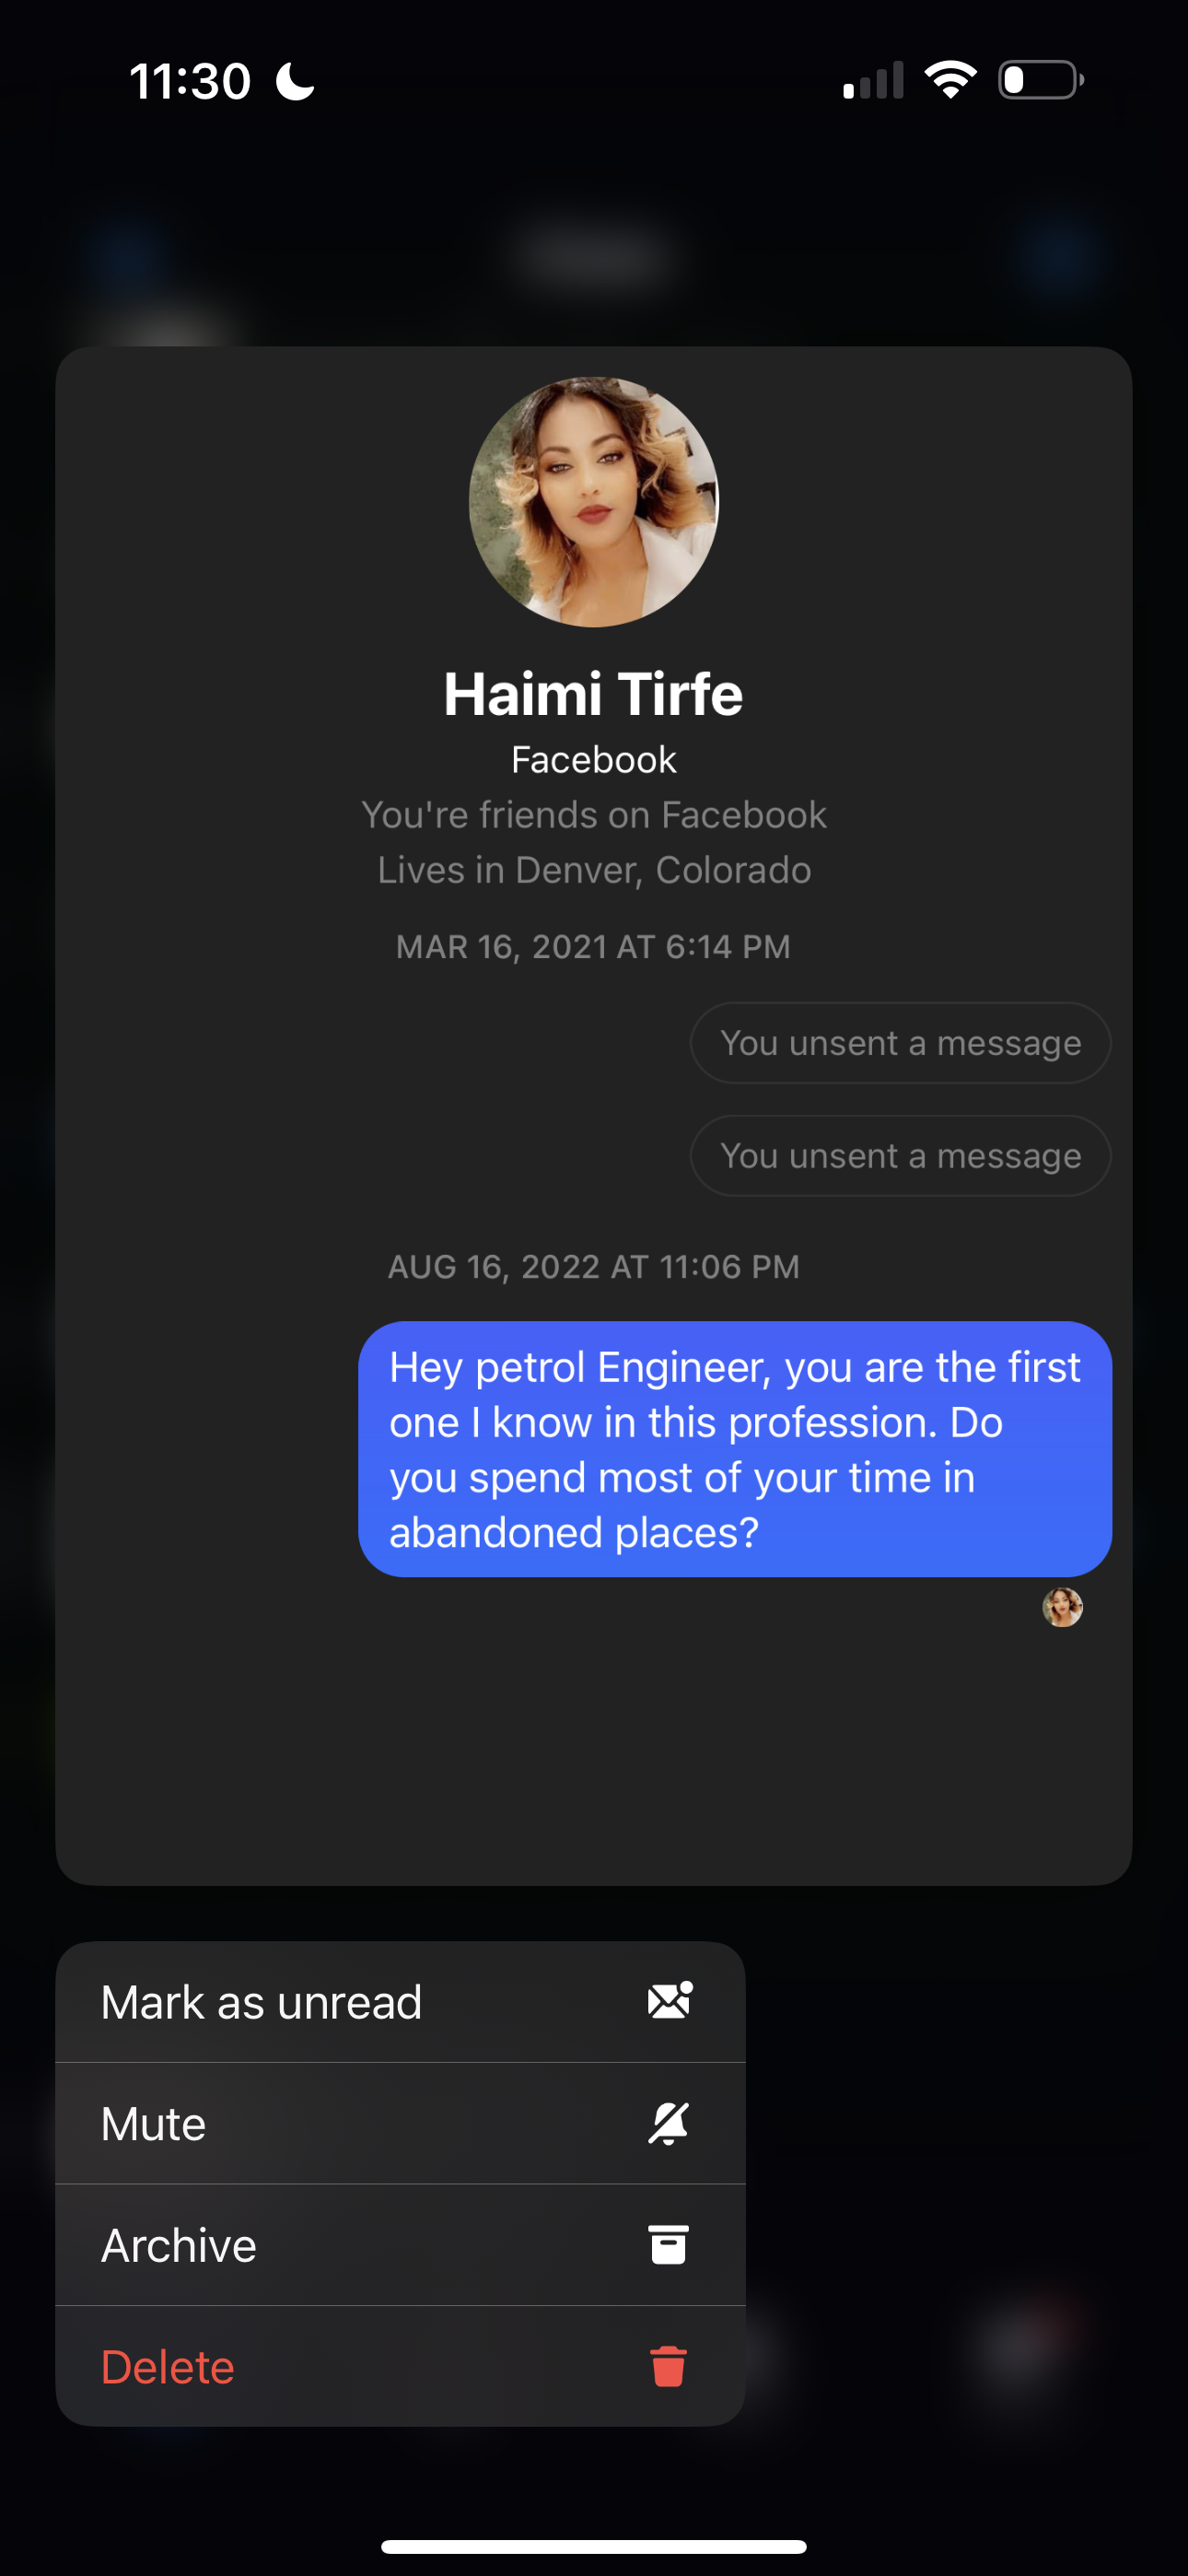 11:30
Haimi Tirfe
Facebook
You're friends on Facebook
Lives in Denver, Colorado
MAR 16, 2021 AT 6:14 PM
You unsent a message
You unsent a message
AUG 16, 2022 AT 11:06 PM
Hey petrol Engineer, you are the first
one I know in this profession. Do
you spend most of your time in
abandoned places?
Mark as unread
Mute
Archive
Delete